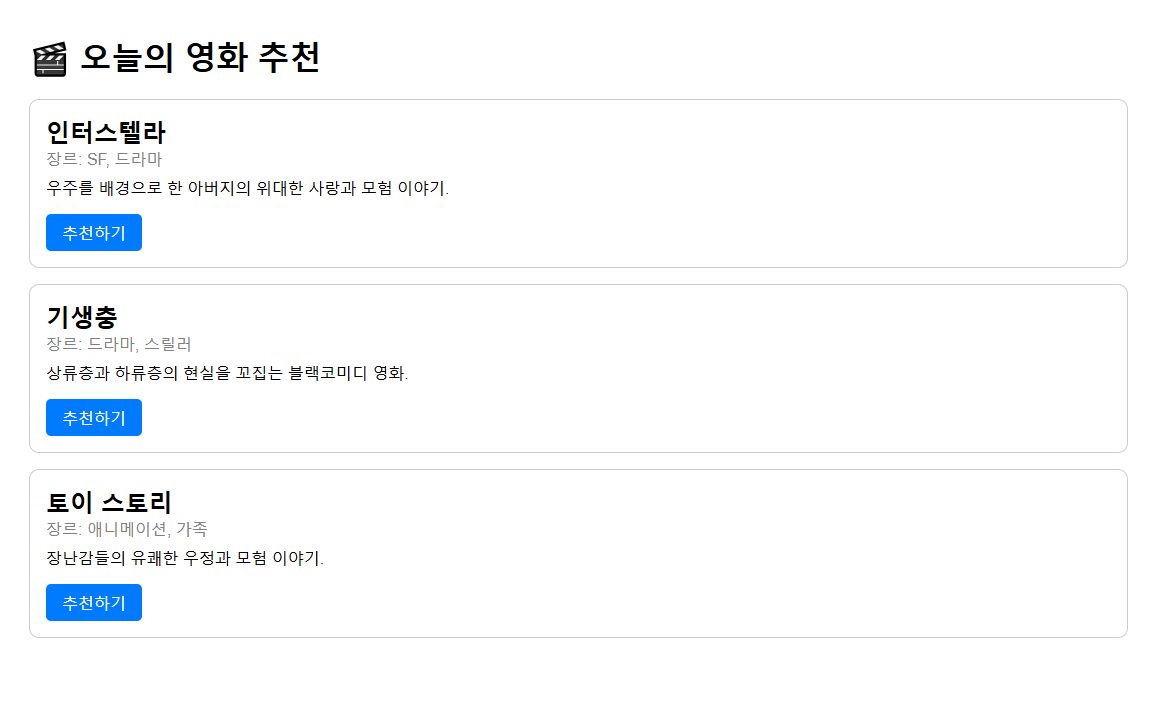 🎬 오늘의 영화 추천
인터스텔라
장르: SF, 드라마
우주를 배경으로 한 아버지의 위대한 사랑과 모험 이야기.
추천하기
기생충
장르: 드라마, 스릴러
상류층과 하류층의 현실을 꼬집는 블랙코미디 영화.
추천하기
토이 스토리
장르: 애니메이션, 가족
장난감들의 유쾌한 우정과 모험 이야기.
추천하기